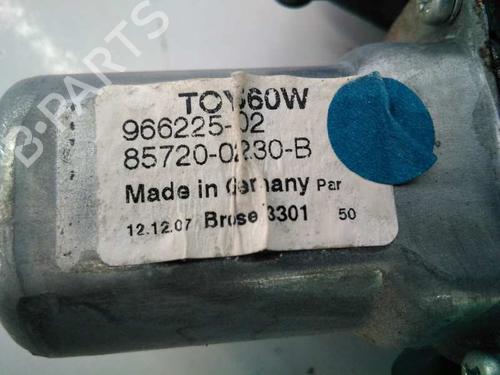 B-PARTS
TOY60W
966225-02
85720-0230-B
Made in Germany Par
12.12.07 Brose 3301 50